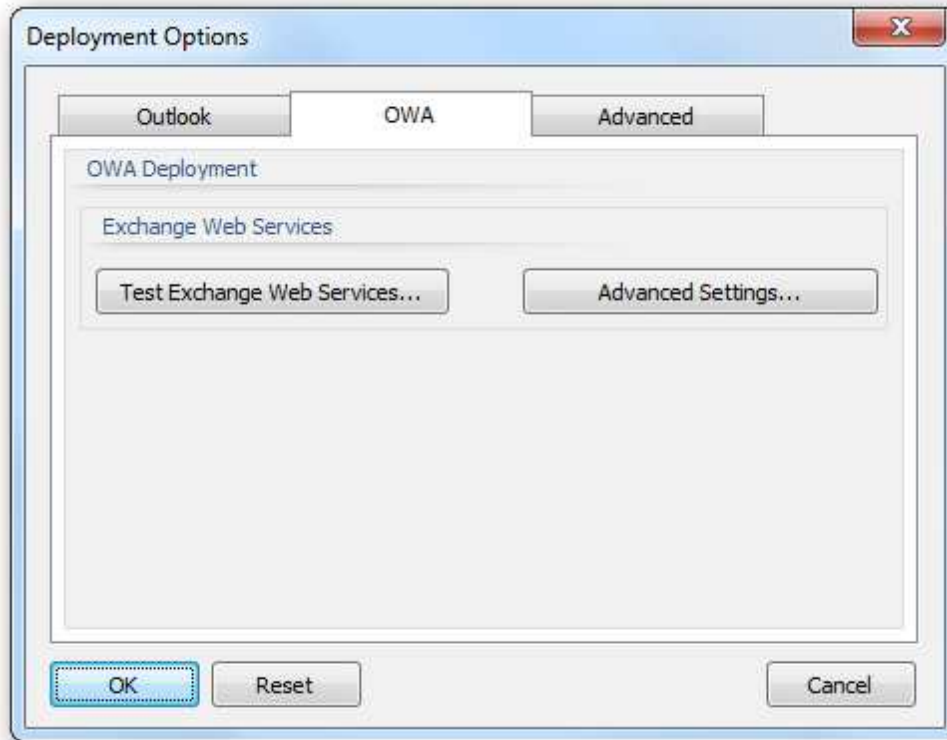 Deployment Options
Outlook OWA Advanced
OWA Deployment
Exchange Web Services
Test Exchange Web Services... Advanced Settings...
OK Reset Cancel